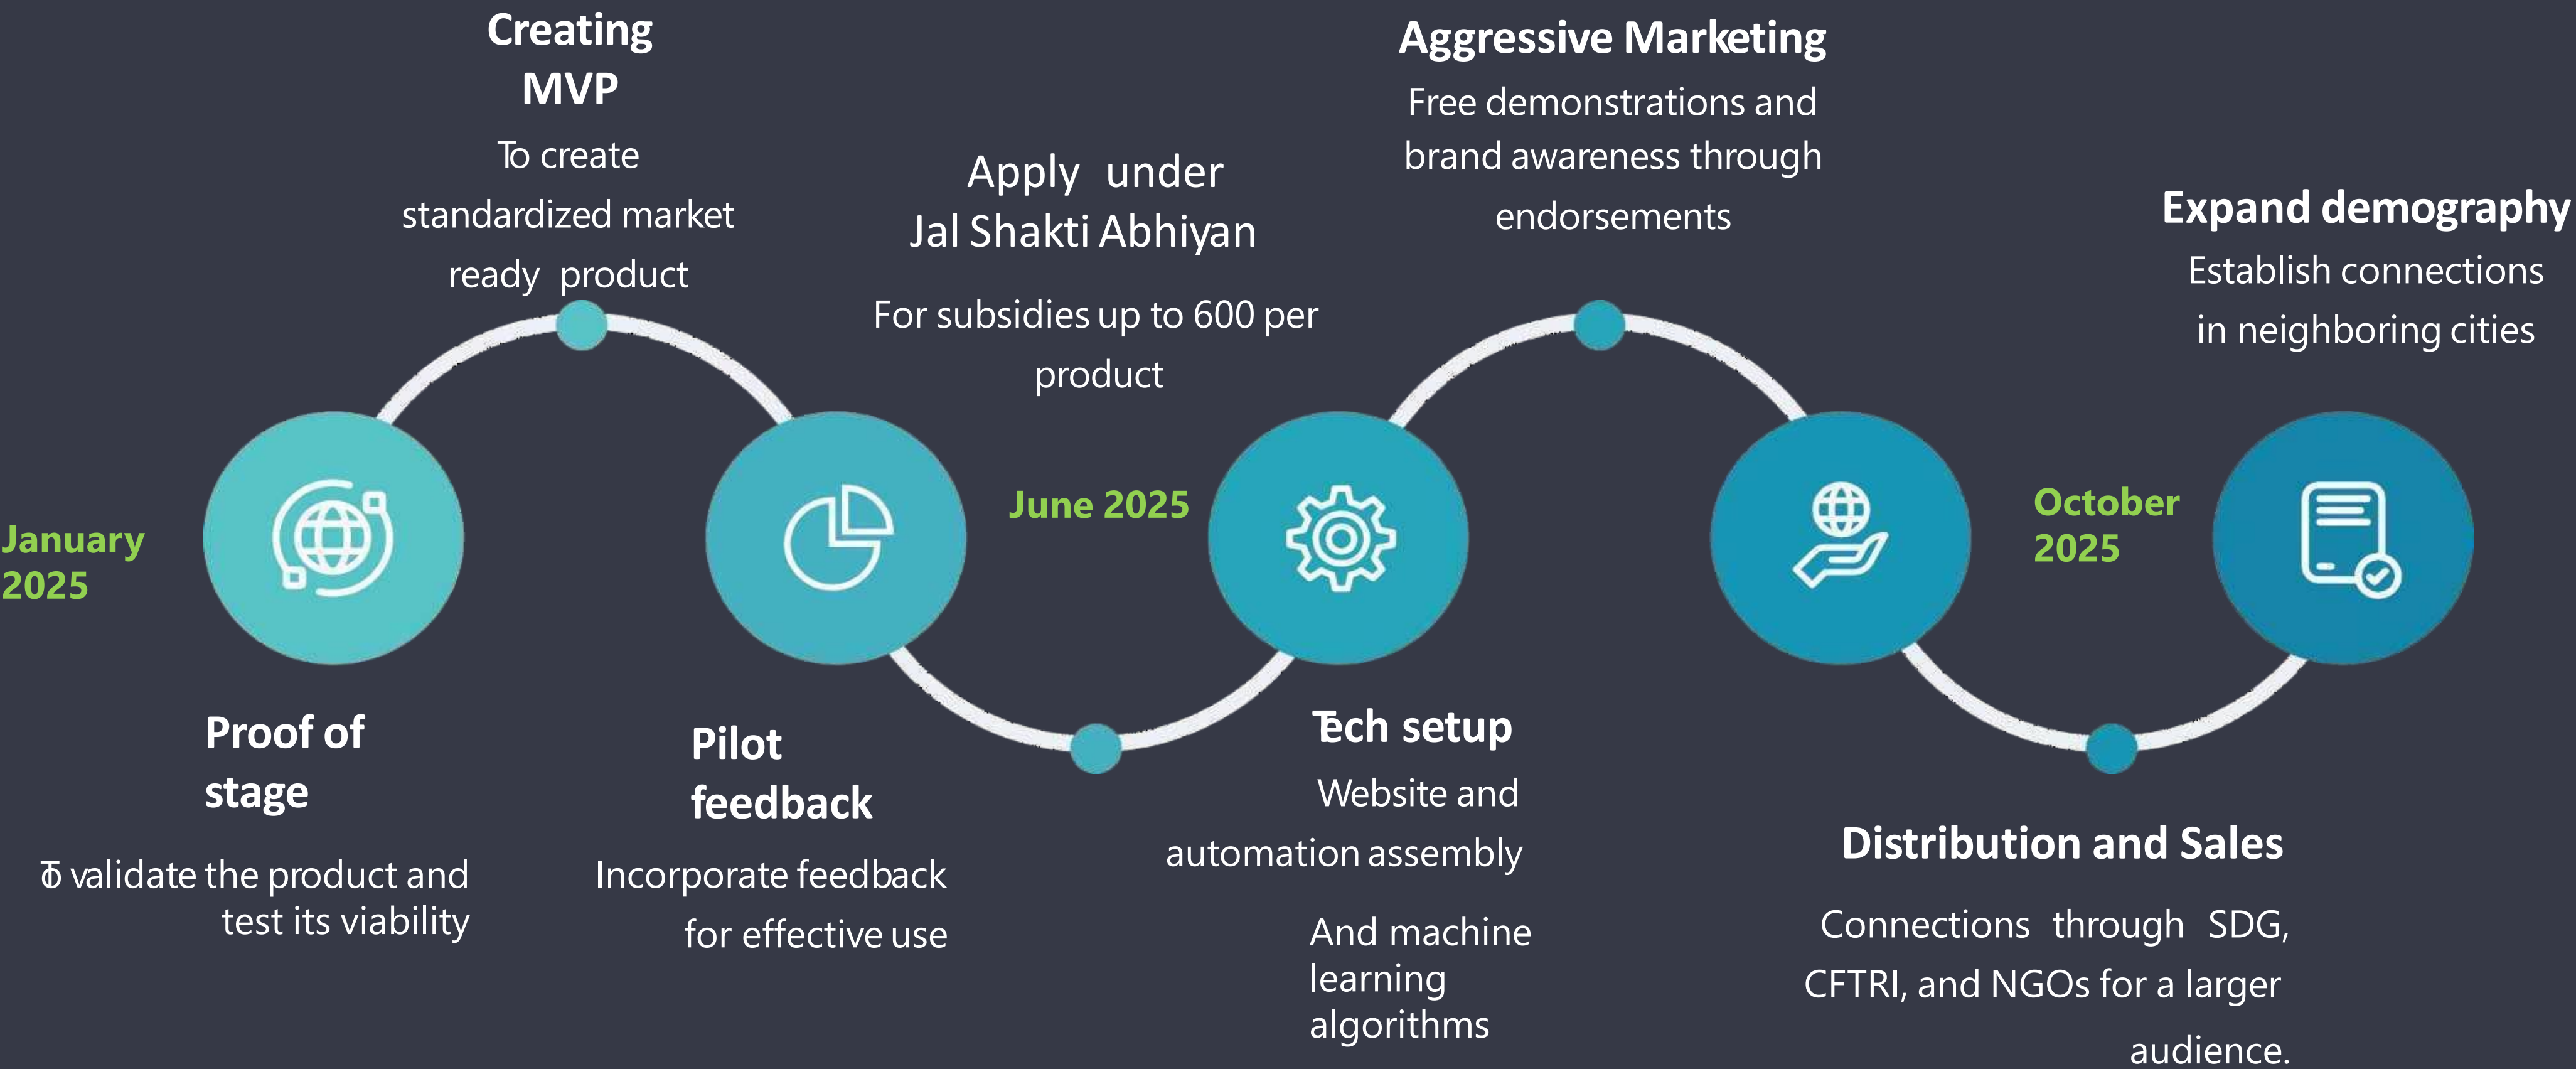 Creating
MVP
To create
standardized market
ready product
Apply under
Jal Shakti Abhiyan
For subsidies up to 600 per
product
Aggressive Marketing
Free demonstrations and
brand awareness through
endorsements
Expand demography
Establish connections
in neighboring cities
January
2025
June 2025
October
2025
Proof of
stage
To validate the product and
test its viability
Pilot
feedback
Incorporate feedback
for effective use
Tech setup
Website and
automation assembly
And machine
learning
algorithms
Distribution and Sales
Connections through SDG,
CFTRI, and NGOs for a larger
audience.